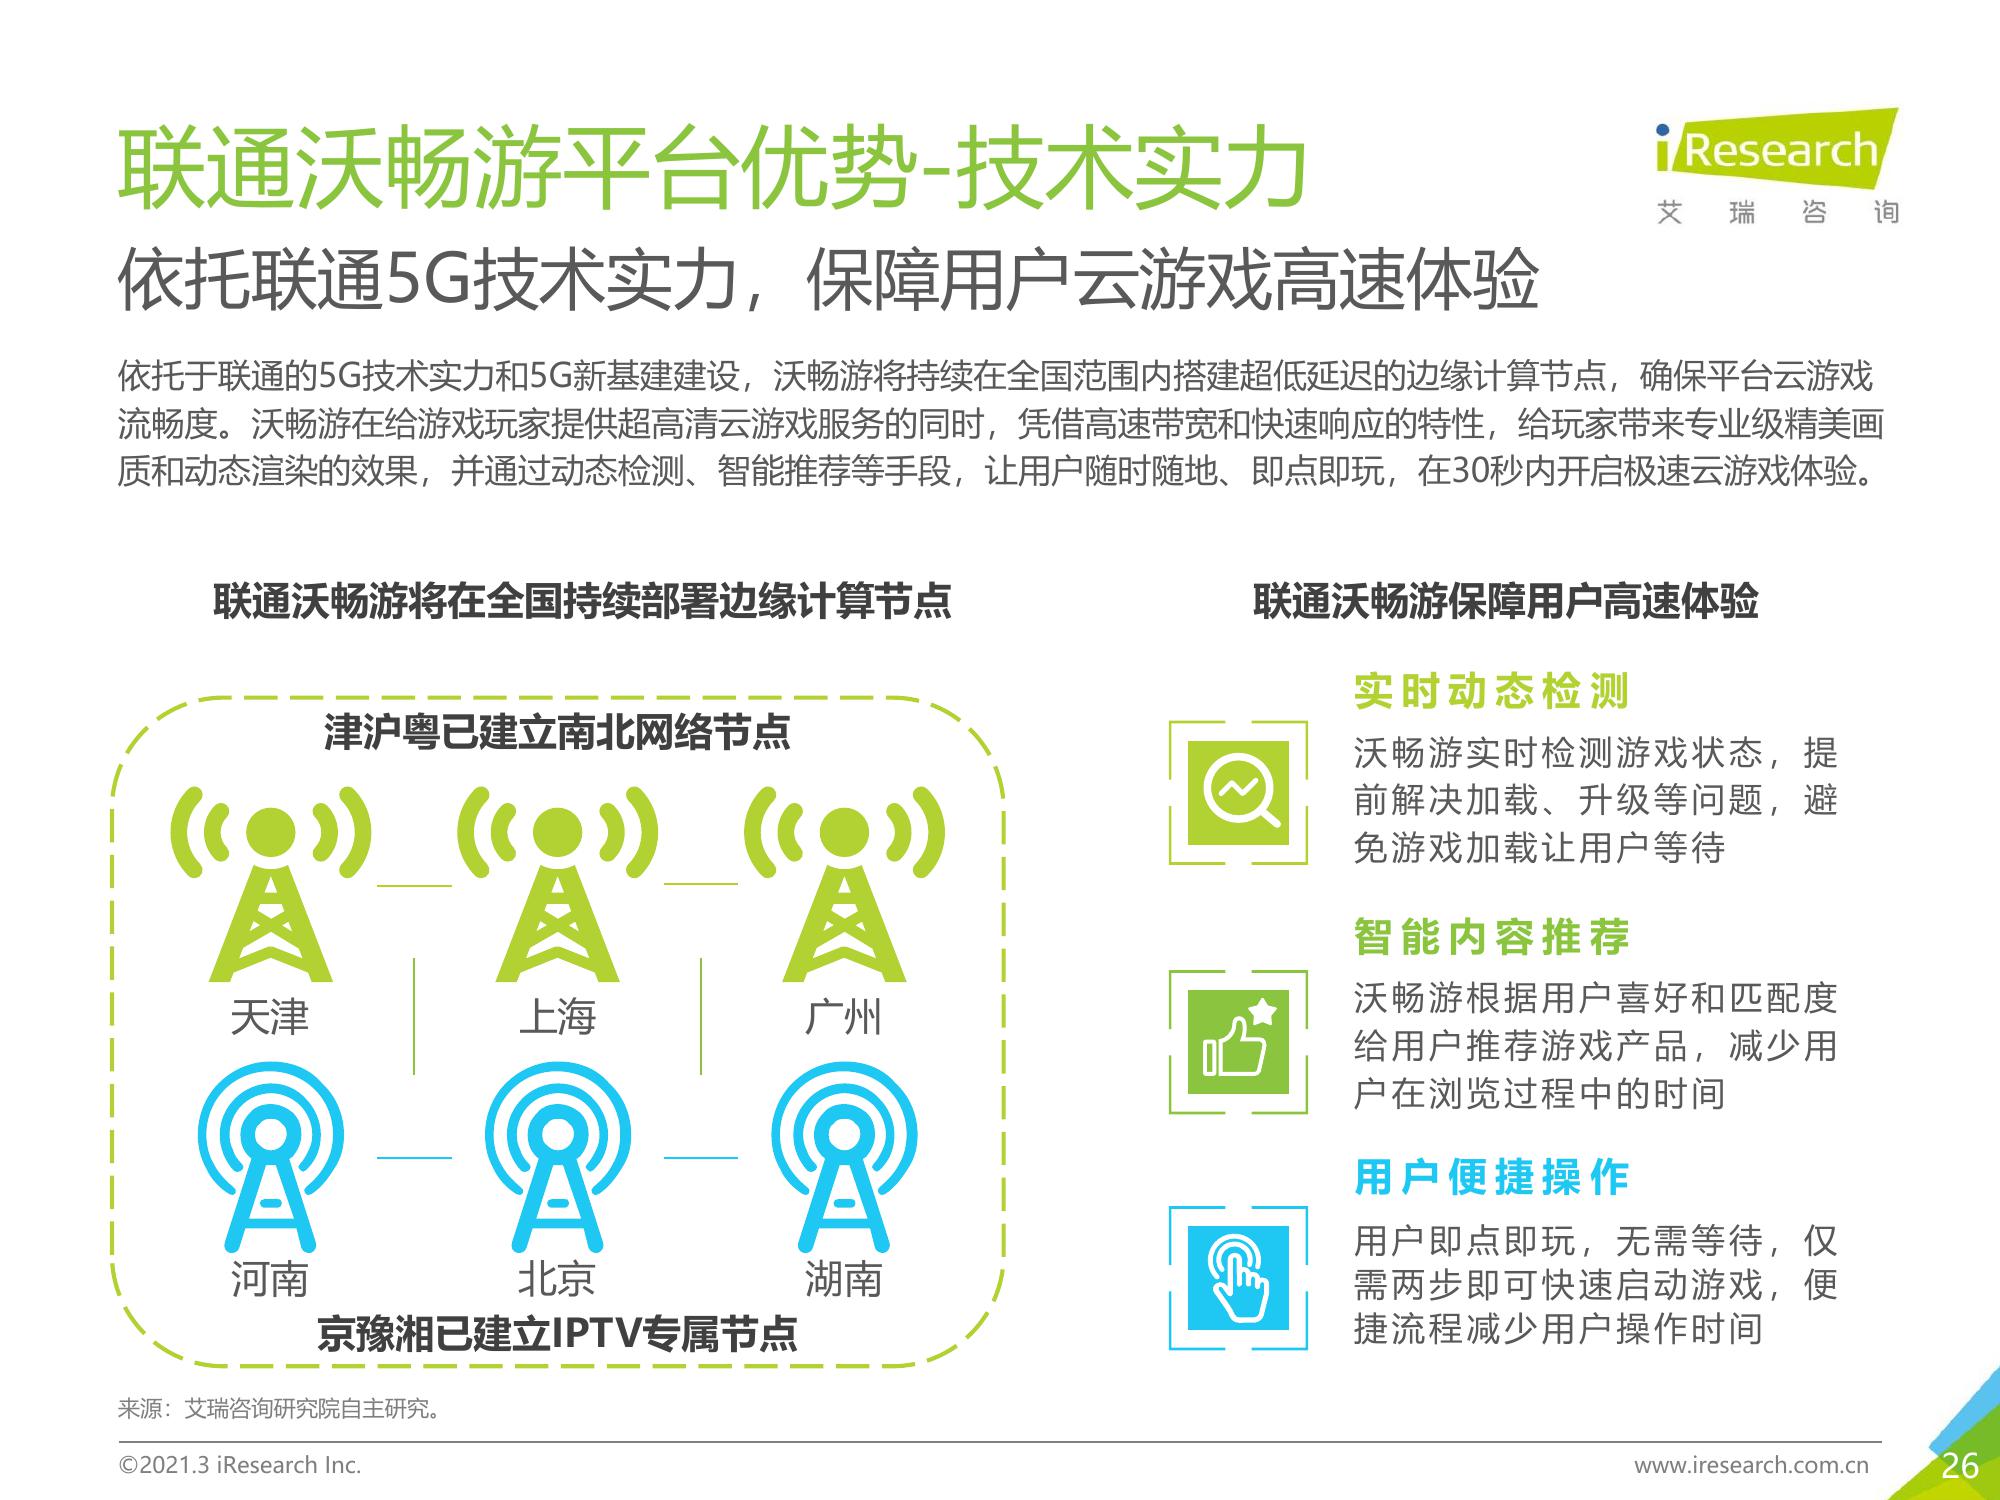 联通沃畅游平台优势-技术实力
iResearch
艾瑞咨询
依托联通5G技术实力，保障用户云游戏高速体验
依托于联通的5G技术实力和5G新基建建设，沃畅游将持续在全国范围内搭建超低延迟的边缘计算节点，确保平台云游戏
流畅度。沃畅游在给游戏玩家提供超高清云游戏服务的同时，凭借高速带宽和快速响应的特性，给玩家带来专业级精美画
质和动态渲染的效果，并通过动态检测、智能推荐等手段，让用户随时随地、即点即玩，在30秒内开启极速云游戏体验。
联通沃畅游将在全国持续部署边缘计算节点
津沪粤已建立南北网络节点
天津
上海
广州
河南
北京
湖南
京豫湘已建立IPTV专属节点
联通沃畅游保障用户高速体验
实时动态检测
沃畅游实时检测游戏状态，提
前解决加载、升级等问题，避
免游戏加载让用户等待
智能内容推荐
沃畅游根据用户喜好和匹配度
给用户推荐游戏产品，减少用
户在浏览过程中的时间
用户便捷操作
用户即点即玩，无需等待，仅
需两步即可快速启动游戏，便
捷流程减少用户操作时间
来源：艾瑞咨询研究院自主研究。
©2021.3 iResearch Inc.
www.iresearch.com.cn
26